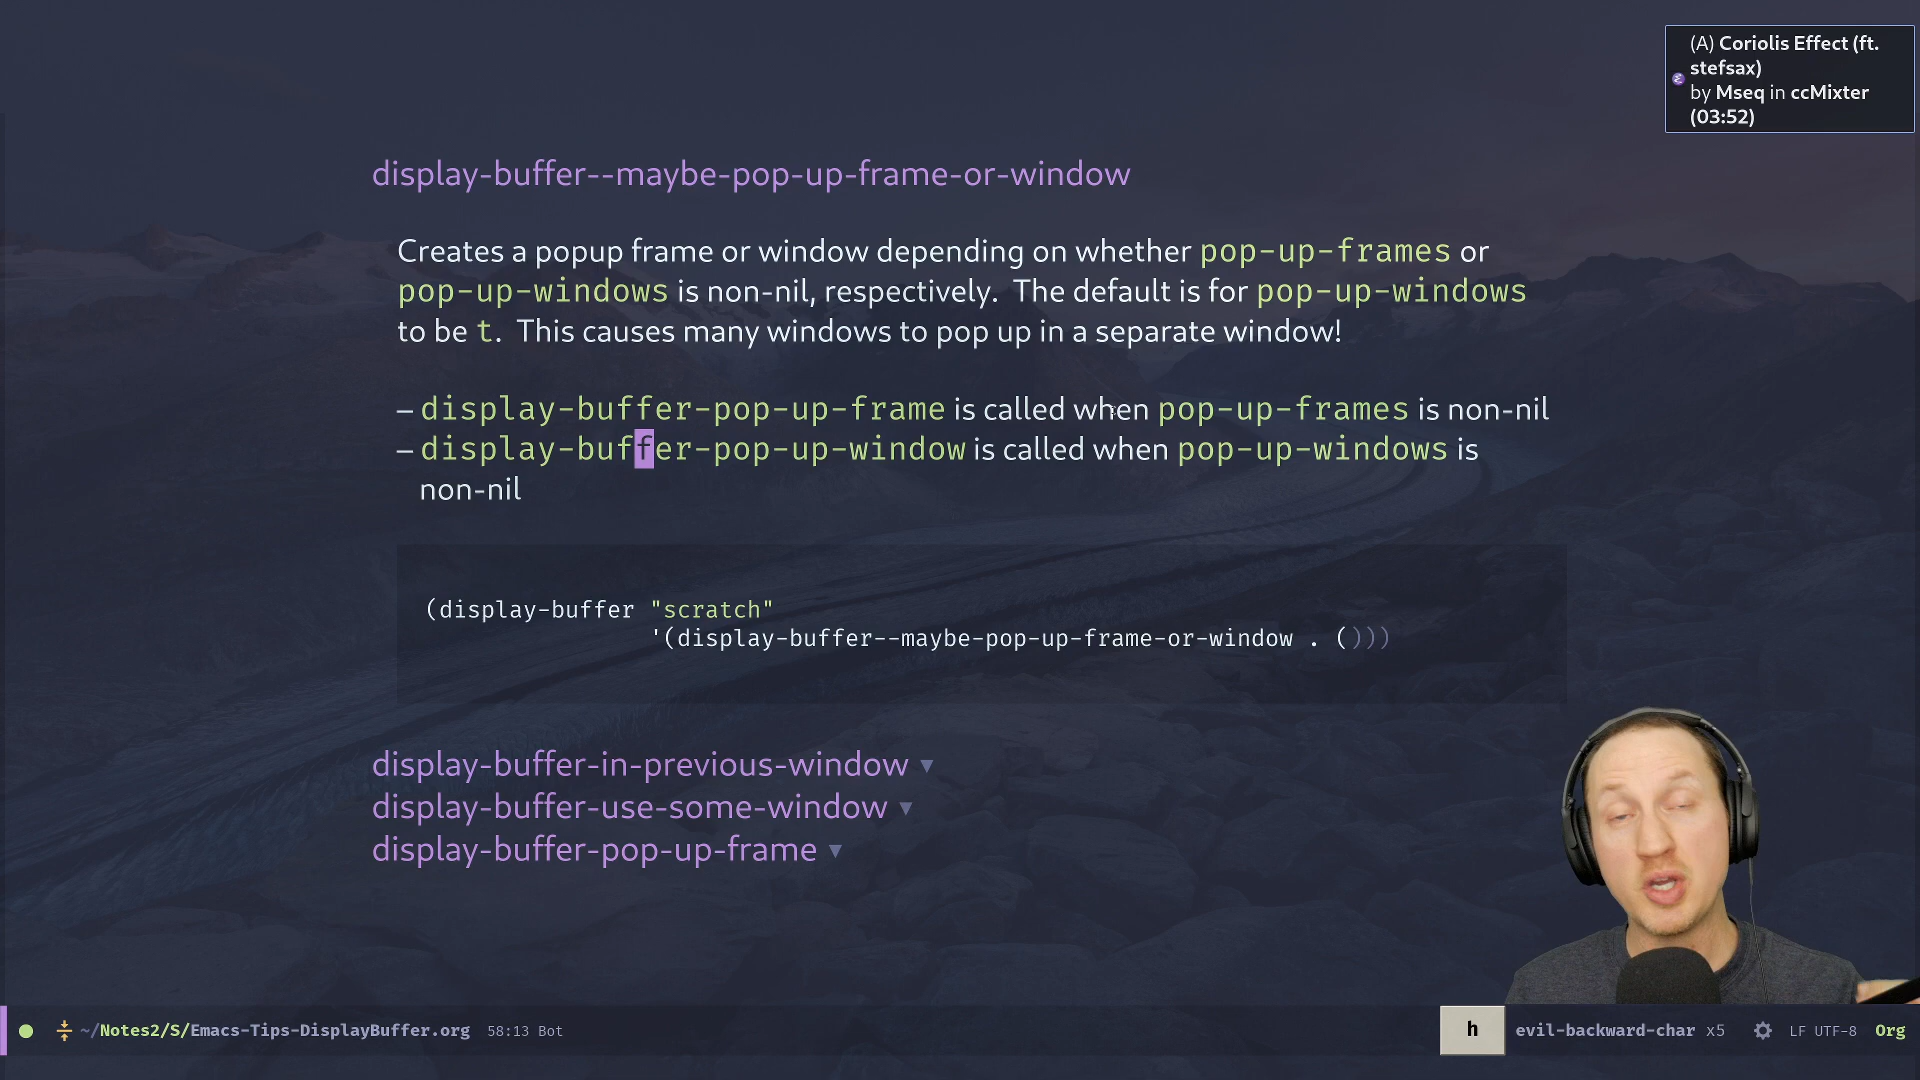 (A) Coriolis Effect (ft.
stefsax)
by Mseq in ccMixter
(03:52)
display-buffer--maybe-pop-up-frame-or-window
Creates a popup frame or window depending on whether pop-up-frames or
pop-up-windows is non-nil, respectively.  The default is for pop-up-windows
to be t.  This causes many windows to pop up in a separate window!
– display-buffer-pop-up-frame is called when pop-up-frames is non-nil
– display-buffer-pop-up-window is called when pop-up-windows is
non-nil
(display-buffer "scratch"
'(display-buffer--maybe-pop-up-frame-or-window . ()))
display-buffer-in-previous-window ▼
display-buffer-use-some-window ▼
display-buffer-pop-up-frame ▼
~/Notes2/S/Emacs-Tips-DisplayBuffer.org 58:13 Bot
h evil-backward-char x5 LF UTF-8 Org